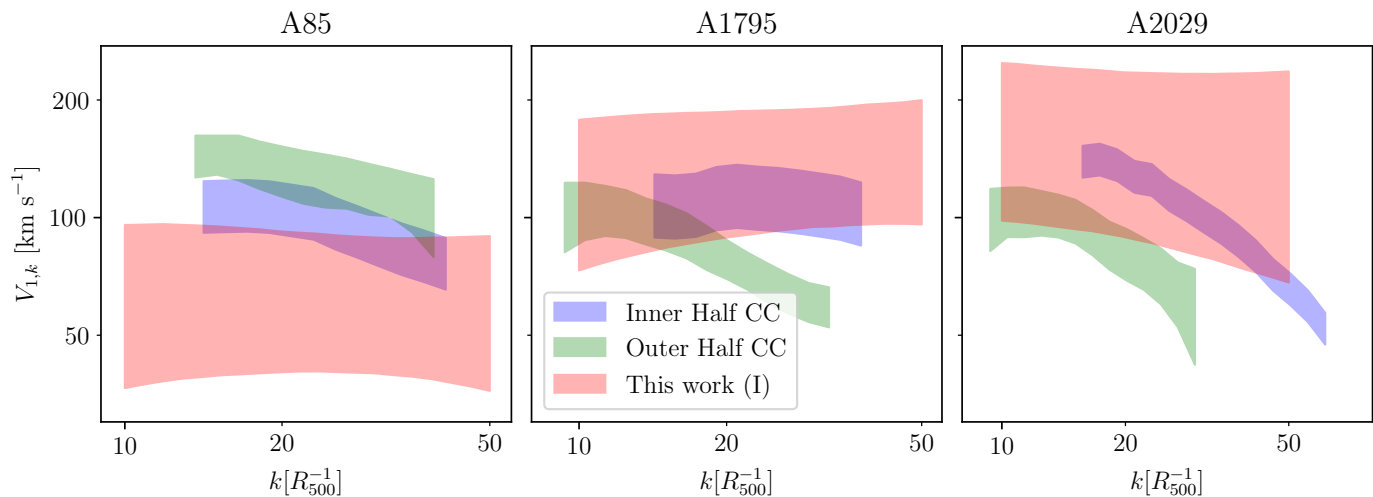 A85 A1795 A2029
V_{1,k} [km s^{-1}]
200
100
50
Inner Half CC
Outer Half CC
This work (I)
10 20 50 10 20 50 10 20 50
k[R_{500}^{-1}] k[R_{500}^{-1}] k[R_{500}^{-1}]